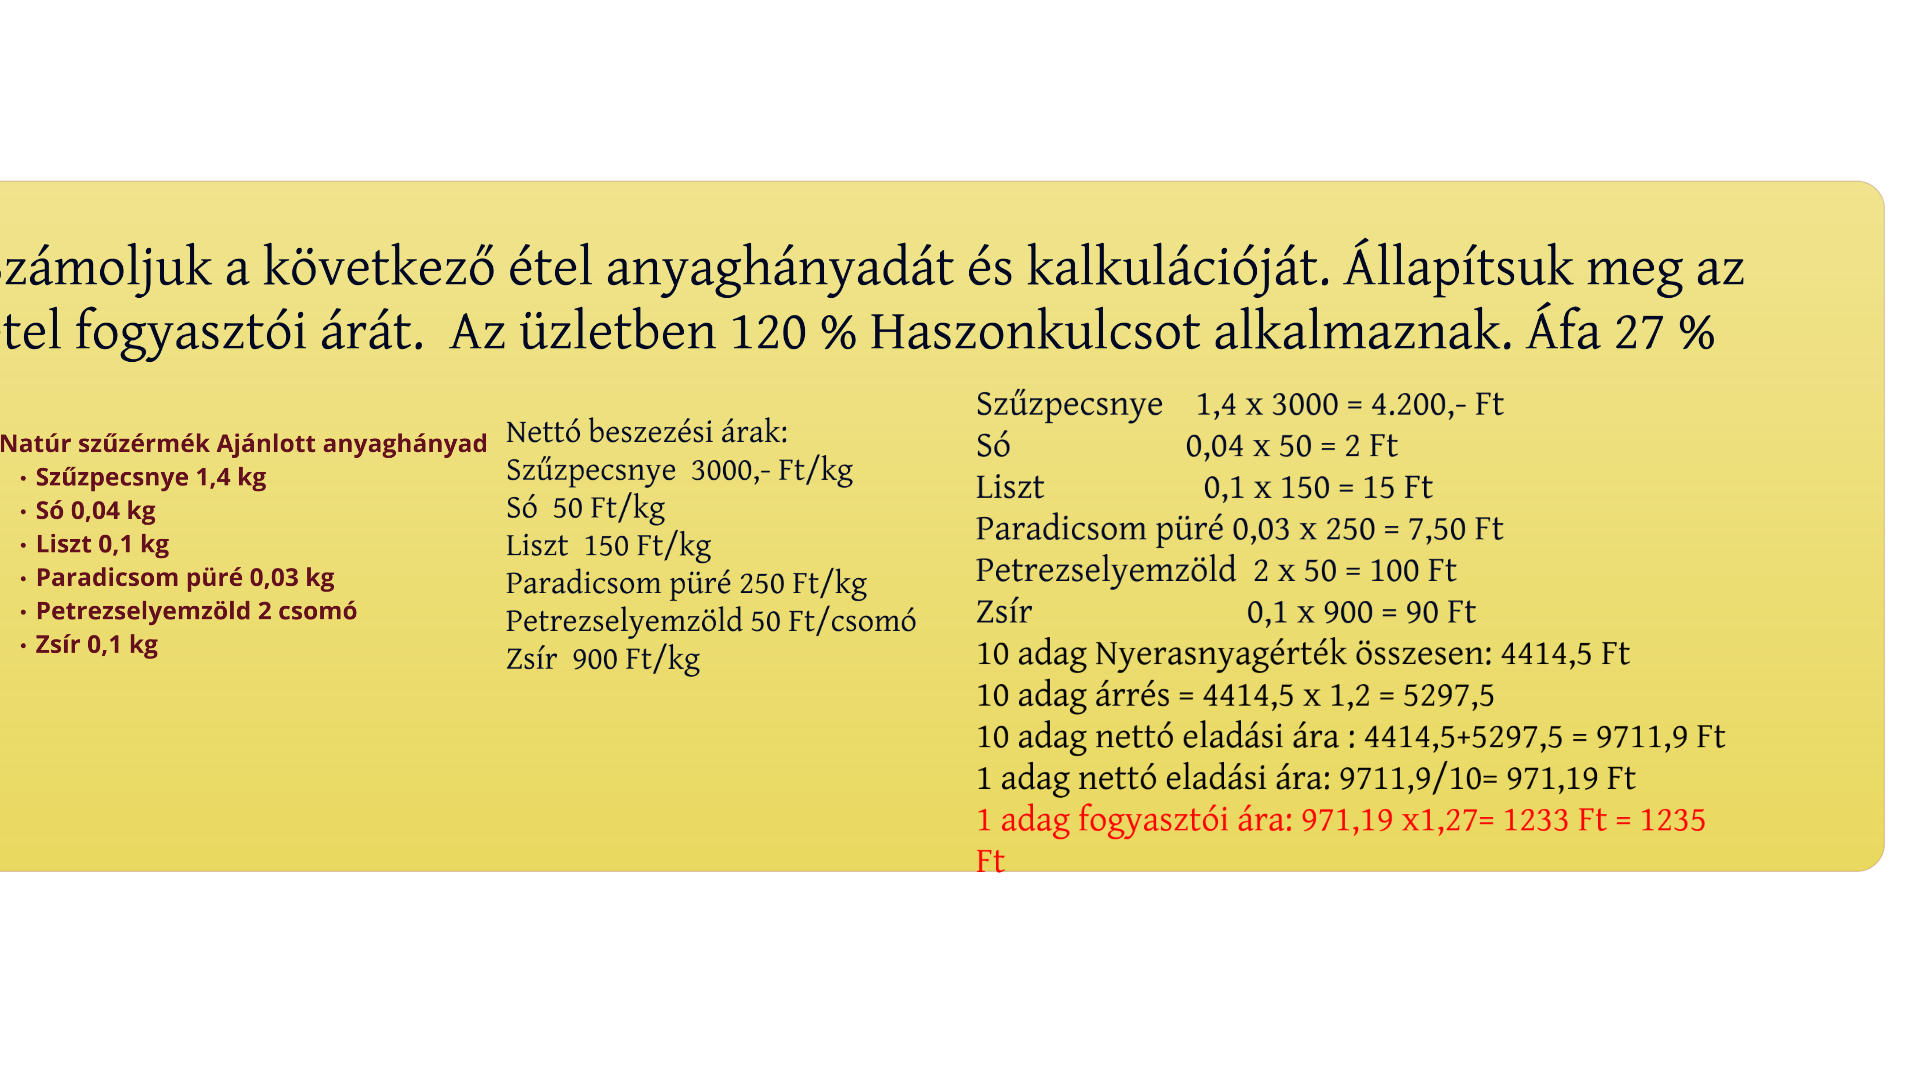 zámoljuk a következő étel anyaghányadát és kalkulációját. Állapítsuk meg az
tel fogyasztói árát. Az üzletben 120 % Haszonkulcsot alkalmaznak. Áfa 27 %
Natúr szűzérmék Ajánlott anyaghányad
• Szűzpecsnye 1,4 kg
• Só 0,04 kg
• Liszt 0,1 kg
• Paradicsom püré 0,03 kg
• Petrezselyemzöld 2 csomó
• Zsír 0,1 kg
Nettó beszezési árak:
Szűzpecsnye 3000,- Ft/kg
Só 50 Ft/kg
Liszt 150 Ft/kg
Paradicsom püré 250 Ft/kg
Petrezselyemzöld 50 Ft/csomó
Zsír 900 Ft/kg
Szűzpecsnye 1,4 x 3000 = 4.200,- Ft
Só 0,04 x 50 = 2 Ft
Liszt 0,1 x 150 = 15 Ft
Paradicsom püré 0,03 x 250 = 7,50 Ft
Petrezselyemzöld 2 x 50 = 100 Ft
Zsír 0,1 x 900 = 90 Ft
10 adag Nyerasnyagérték összesen: 4414,5 Ft
10 adag árrés = 4414,5 x 1,2 = 5297,5
10 adag nettó eladási ára : 4414,5+5297,5 = 9711,9 Ft
1 adag nettó eladási ára: 9711,9/10= 971,19 Ft
1 adag fogyasztói ára: 971,19 x1,27= 1233 Ft = 1235
Ft